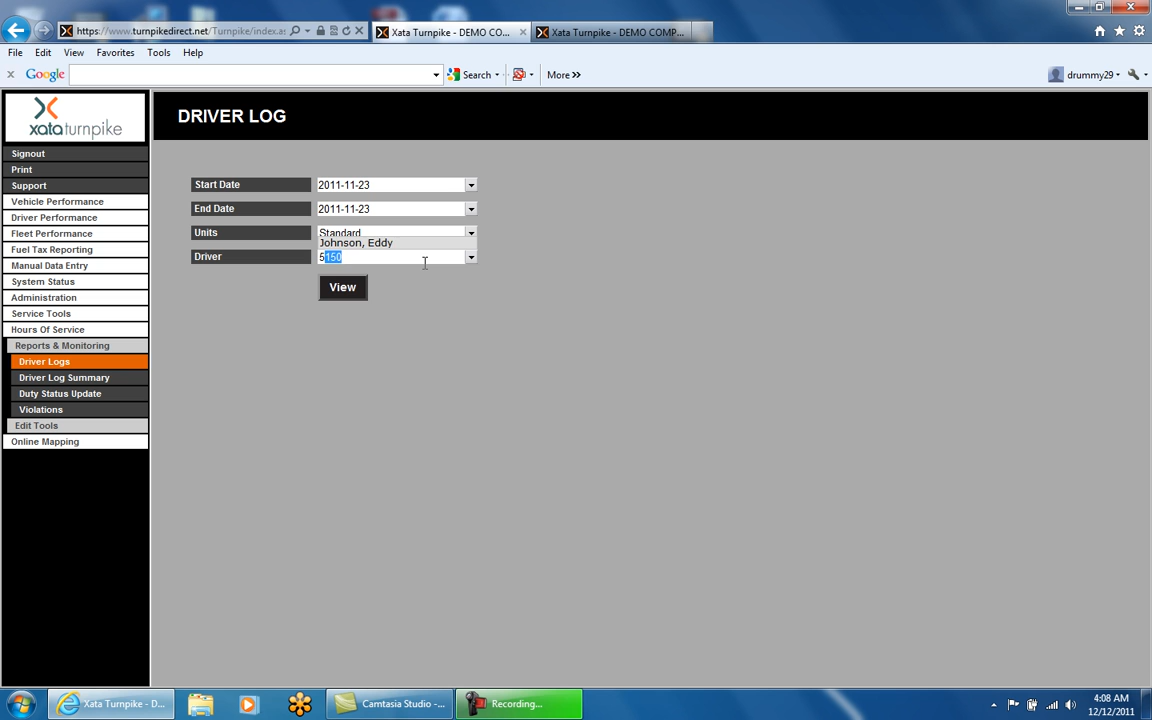 https://www.turnpikedirect.net/Turnpike/index.as
Xata Turnpike - DEMO CO...
Xata Turnpike - DEMO COMP...
File Edit View Favorites Tools Help
x Google Search More »
drummy29
xataturnpike
DRIVER LOG
Signout
Print
Support
Vehicle Performance
Driver Performance
Fleet Performance
Fuel Tax Reporting
Manual Data Entry
System Status
Administration
Service Tools
Hours Of Service
Reports & Monitoring
Driver Logs
Driver Log Summary
Duty Status Update
Violations
Edit Tools
Online Mapping
Start Date 2011-11-23
End Date 2011-11-23
Units Standard
Johnson, Eddy
Driver 5150
View
Xata Turnpike - D...
Camtasia Studio -...
Recording...
4:08 AM
12/12/2011